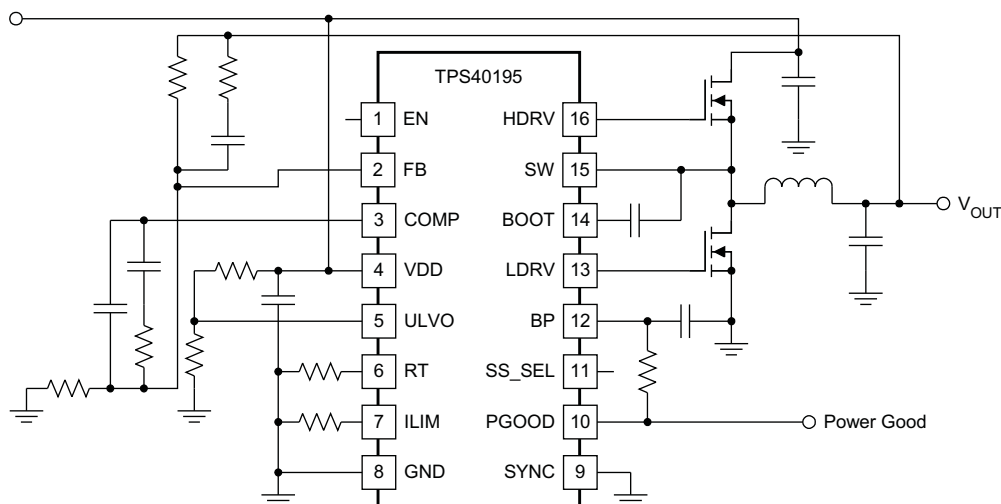 TPS40195
1 EN HDRV 16
2 FB SW 15
3 COMP BOOT 14
V_OUT
4 VDD LDRV 13
5 ULVO BP 12
6 RT SS_SEL 11
7 ILIM PGOOD 10 Power Good
8 GND SYNC 9